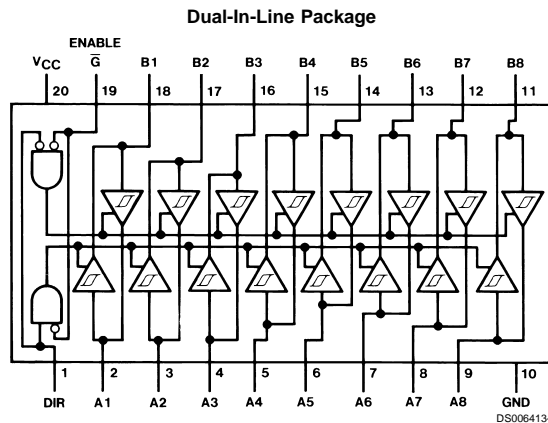 Dual-In-Line Package
ENABLE
VCC G̅ B1 B2 B3 B4 B5 B6 B7 B8
20 19 18 17 16 15 14 13 12 11
1 2 3 4 5 6 7 8 9 10
DIR A1 A2 A3 A4 A5 A6 A7 A8 GND